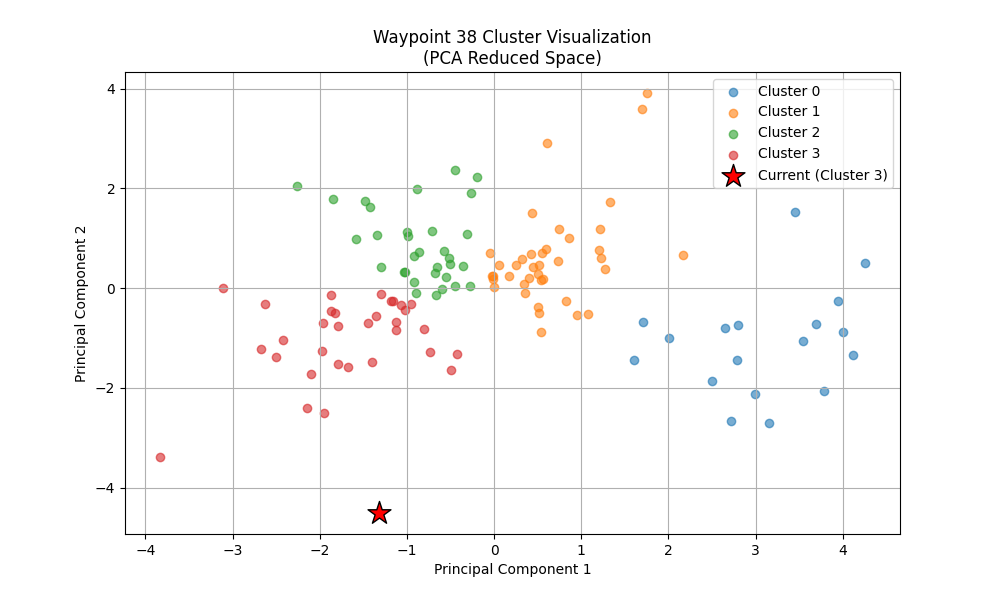 Waypoint 38 Cluster Visualization
(PCA Reduced Space)
Cluster 0
Cluster 1
Cluster 2
Cluster 3
Current (Cluster 3)
Principal Component 2
4
2
0
−2
−4
−4 −3 −2 −1 0 1 2 3 4
Principal Component 1